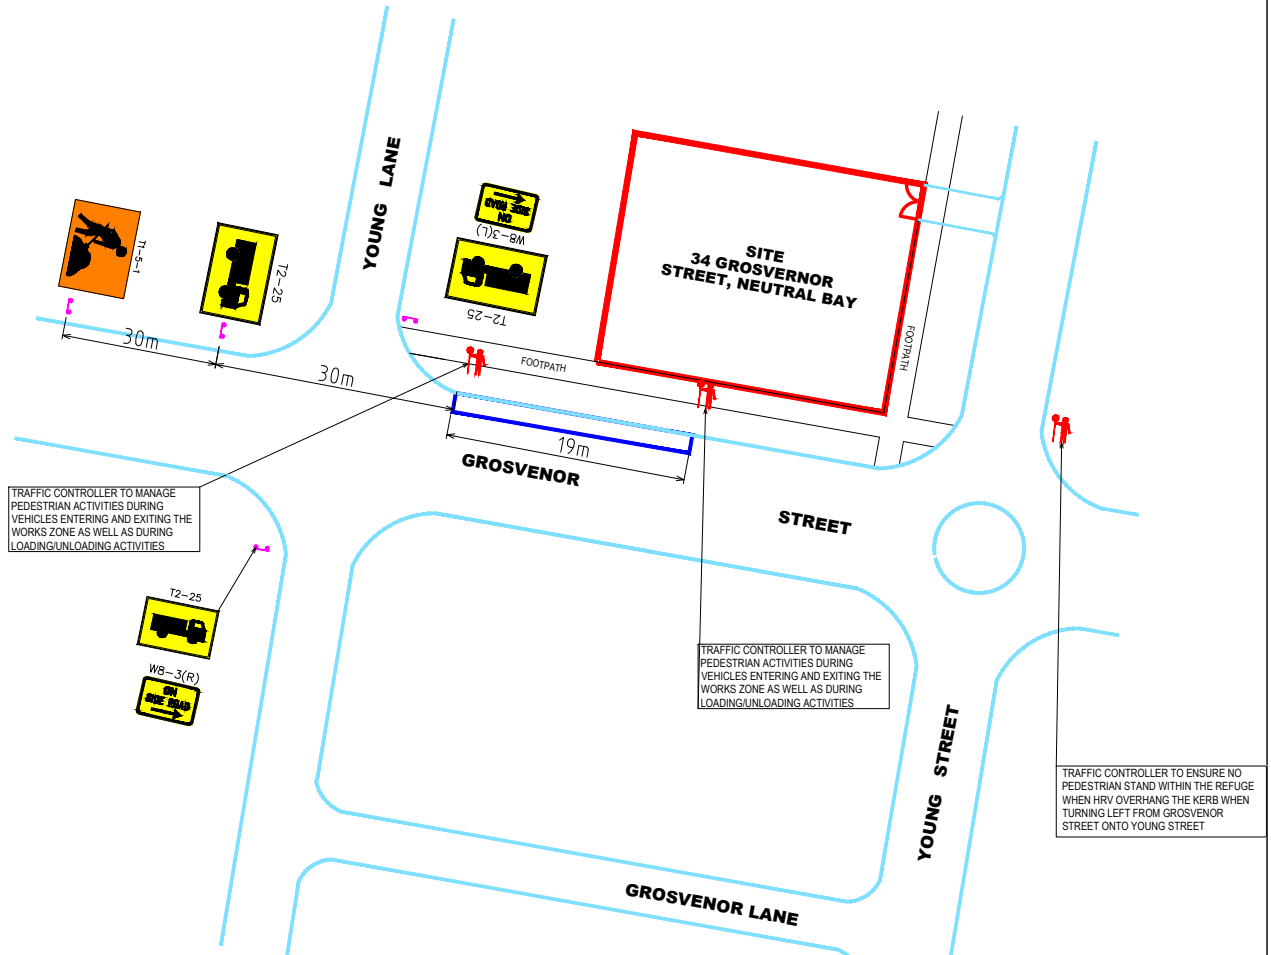 YOUNG LANE
T1-5-1
T2-25
ON
SIDE ROAD
W8-3(L)
T2-25
SITE
34 GROSVERNOR
STREET, NEUTRAL BAY
FOOTPATH
FOOTPATH
30m
30m
19m
GROSVENOR
STREET
TRAFFIC CONTROLLER TO MANAGE
PEDESTRIAN ACTIVITIES DURING
VEHICLES ENTERING AND EXITING THE
WORKS ZONE AS WELL AS DURING
LOADING/UNLOADING ACTIVITIES
T2-25
W8-3(R)
ON
SIDE ROAD
TRAFFIC CONTROLLER TO MANAGE
PEDESTRIAN ACTIVITIES DURING
VEHICLES ENTERING AND EXITING THE
WORKS ZONE AS WELL AS DURING
LOADING/UNLOADING ACTIVITIES
YOUNG STREET
TRAFFIC CONTROLLER TO ENSURE NO
PEDESTRIAN STAND WITHIN THE REFUGE
WHEN HRV OVERHANG THE KERB WHEN
TURNING LEFT FROM GROSVENOR
STREET ONTO YOUNG STREET
GROSVENOR LANE